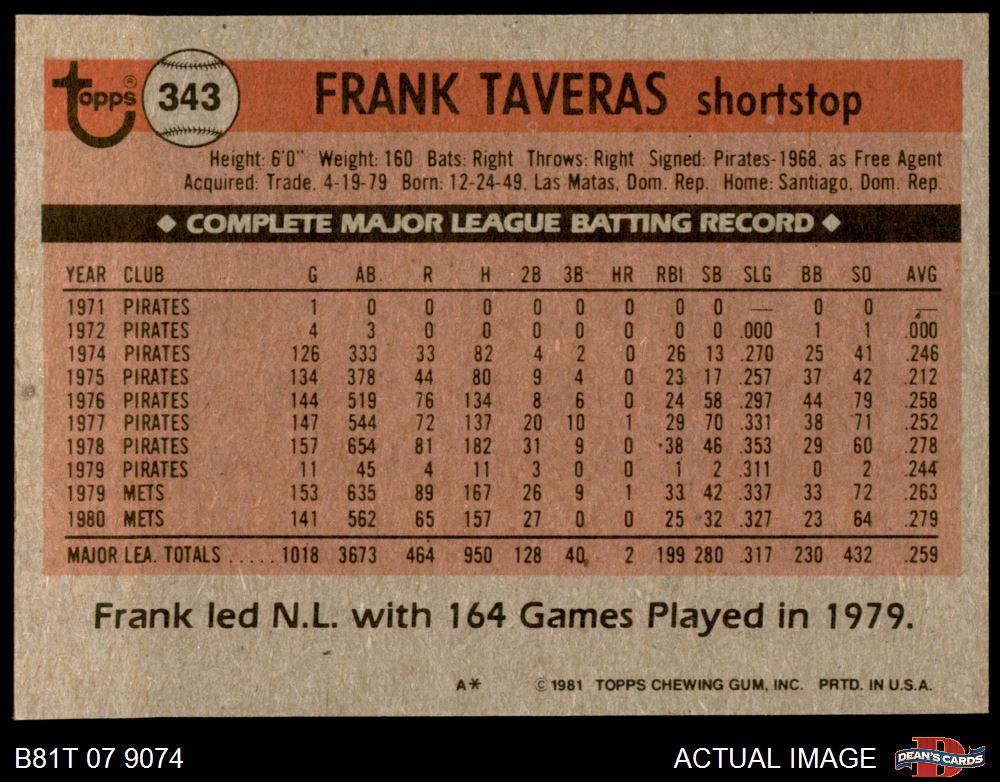 topps® 343 FRANK TAVERAS shortstop
Height: 6'0" Weight: 160 Bats: Right Throws: Right Signed: Pirates-1968, as Free Agent
Acquired: Trade, 4-19-79 Born: 12-24-49, Las Matas, Dom. Rep. Home: Santiago, Dom. Rep.
◆ COMPLETE MAJOR LEAGUE BATTING RECORD ◆
YEAR CLUB G AB R H 2B 3B HR RBI SB SLG BB SO AVG
1971 PIRATES 1 0 0 0 0 0 0 0 0 — 0 0 —
1972 PIRATES 4 3 0 0 0 0 0 0 0 .000 1 1 .000
1974 PIRATES 126 333 33 82 4 2 0 26 13 .270 25 41 .246
1975 PIRATES 134 378 44 80 9 4 0 23 17 .257 37 42 .212
1976 PIRATES 144 519 76 134 8 6 0 24 58 .297 44 79 .258
1977 PIRATES 147 544 72 137 20 10 1 29 70 .331 38 71 .252
1978 PIRATES 157 654 81 182 31 9 0 38 46 .353 29 60 .278
1979 PIRATES 11 45 4 11 3 0 0 1 2 .311 0 2 .244
1979 METS 153 635 89 167 26 9 1 33 42 .337 33 72 .263
1980 METS 141 562 65 157 27 0 0 25 32 .327 23 64 .279
MAJOR LEA. TOTALS ..... 1018 3673 464 950 128 40 2 199 280 .317 230 432 .259
Frank led N.L. with 164 Games Played in 1979.
A* © 1981 TOPPS CHEWING GUM, INC. PRTD. IN U.S.A.
B81T 07 9074 ACTUAL IMAGE DEAN'S CARDS